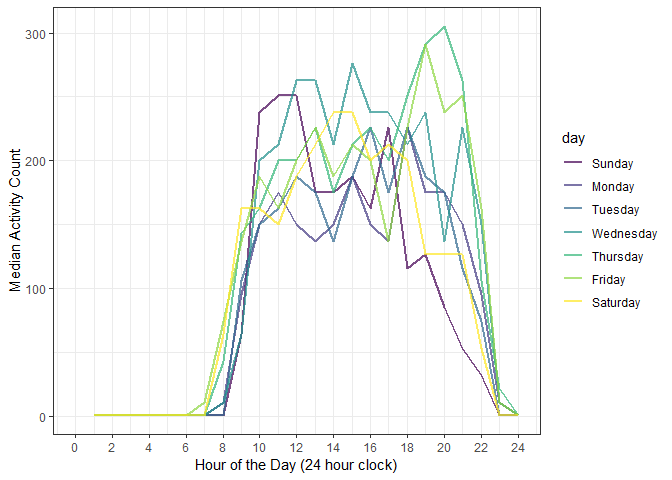 300
200
100
0
Median Activity Count
0 2 4 6 8 10 12 14 16 18 20 22 24
Hour of the Day (24 hour clock)
day
Sunday
Monday
Tuesday
Wednesday
Thursday
Friday
Saturday